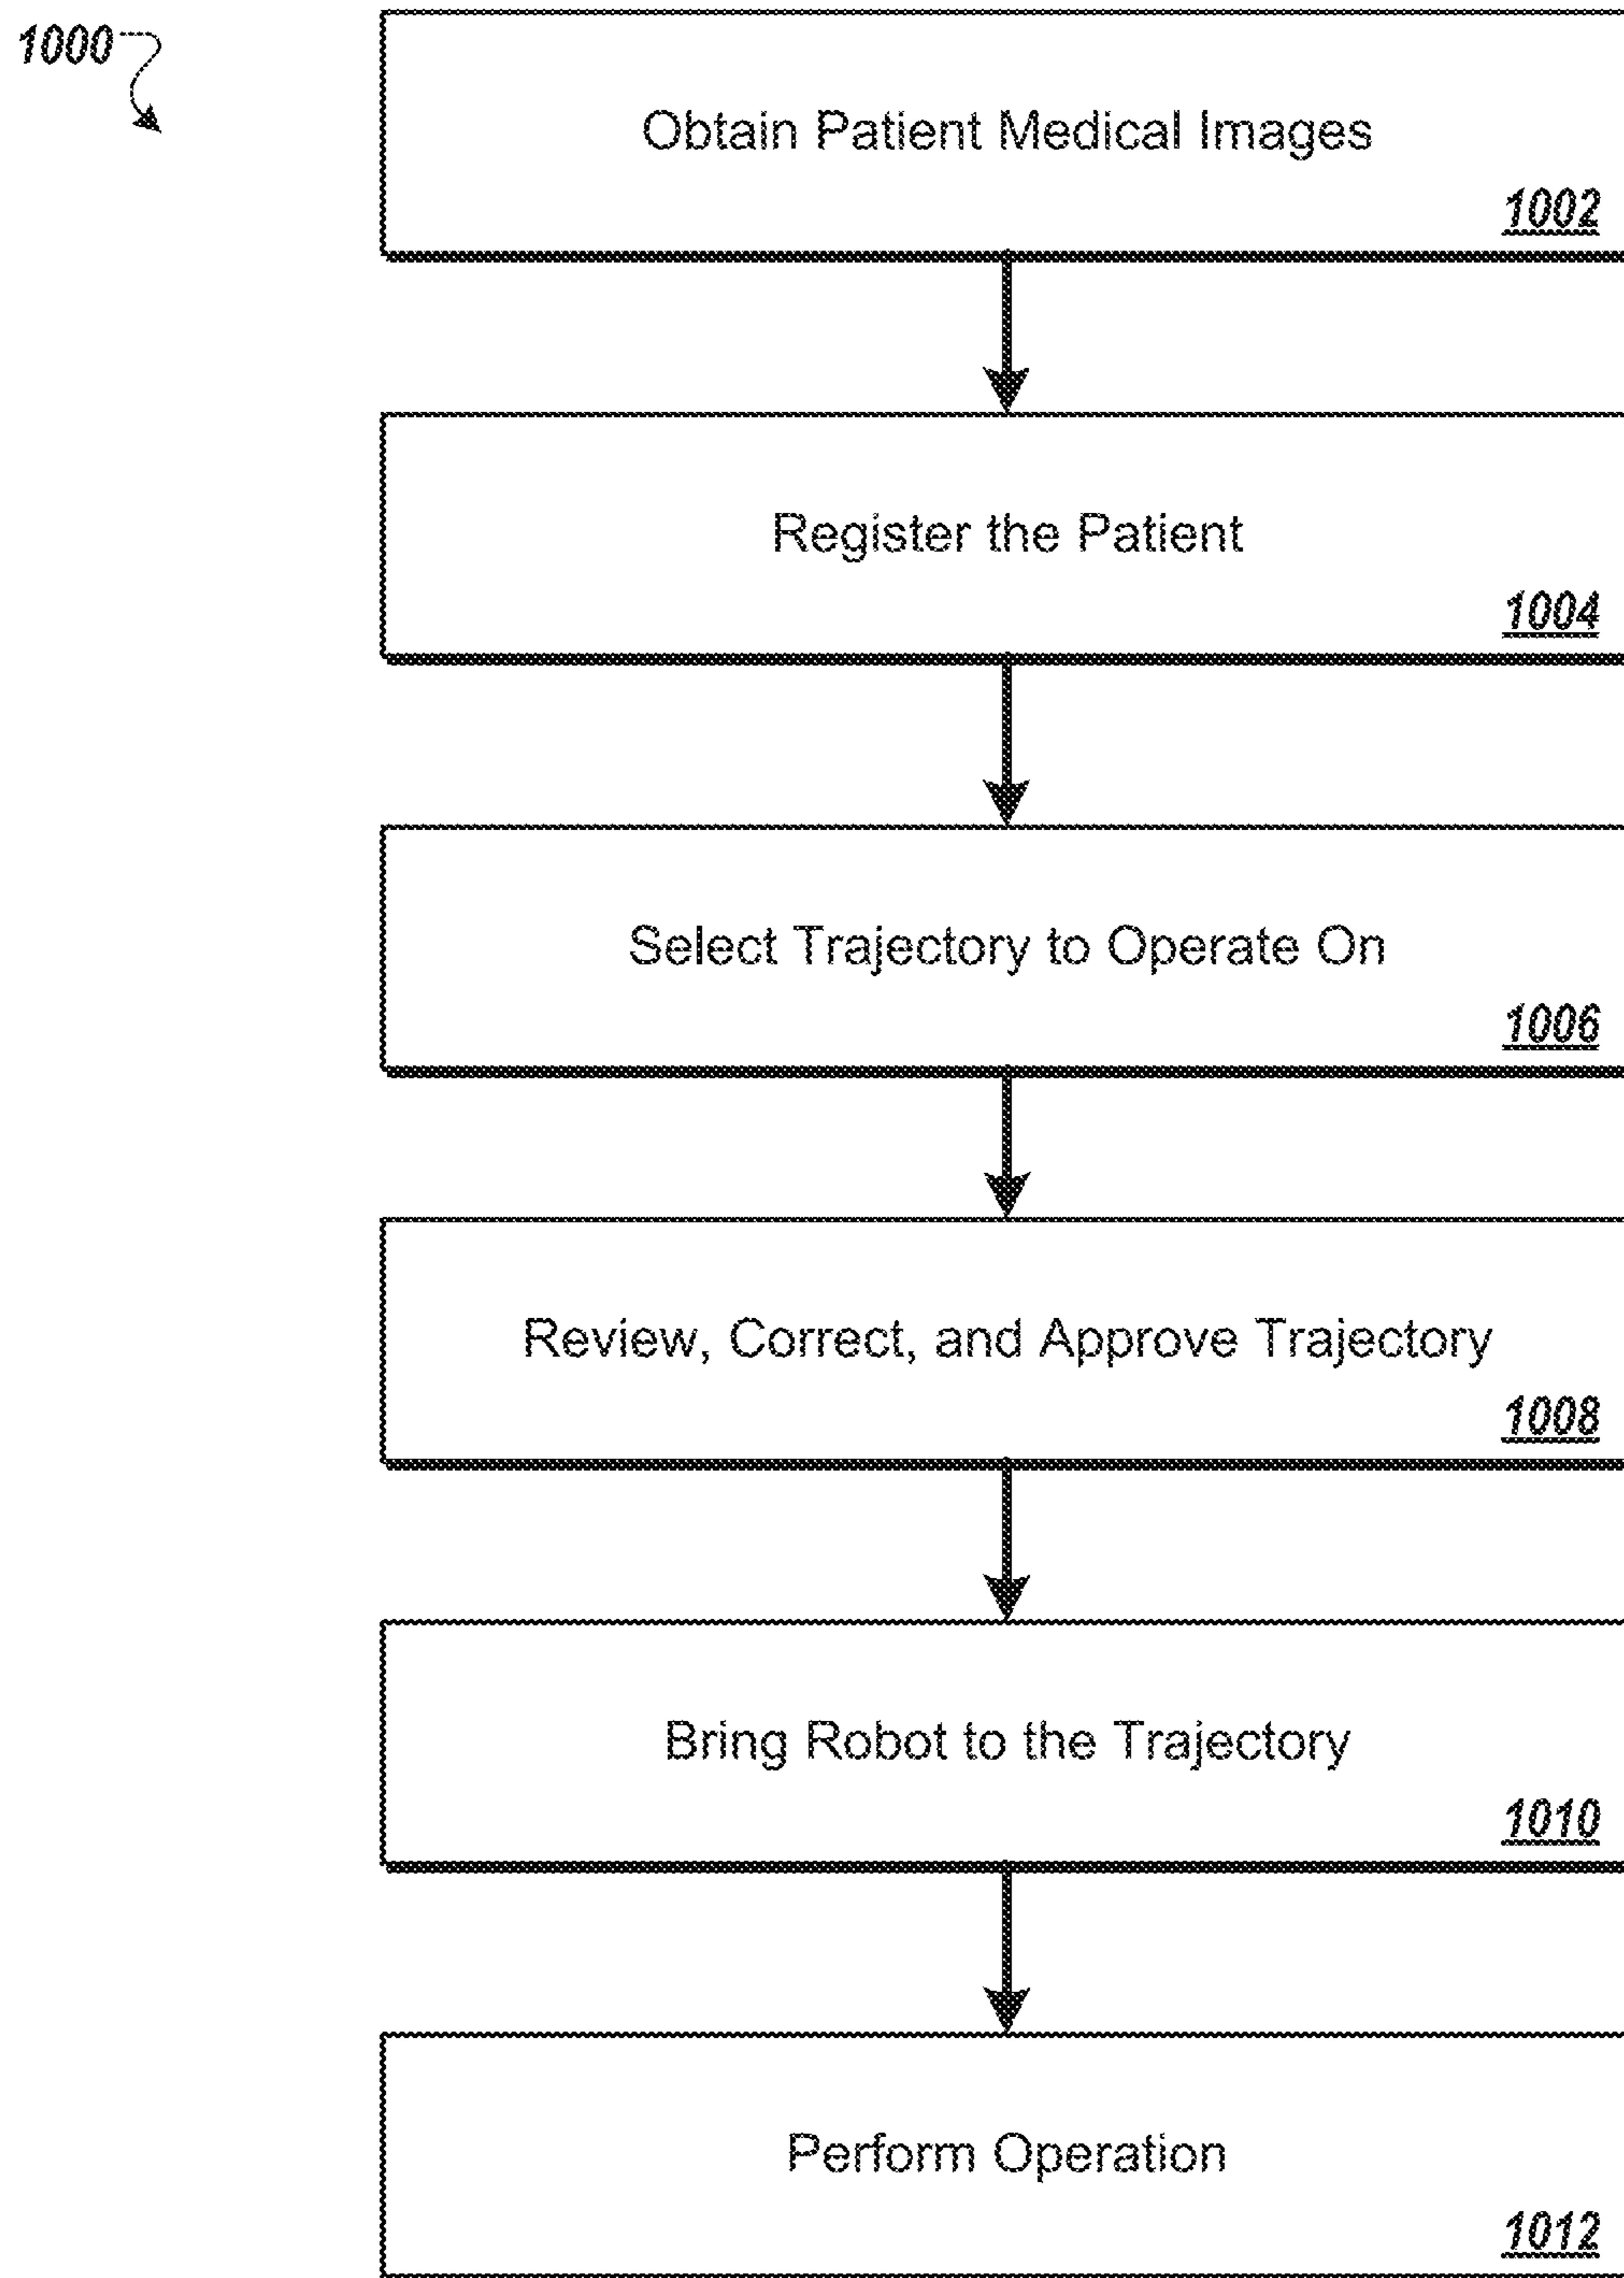 1000
Obtain Patient Medical Images
1002
Register the Patient
1004
Select Trajectory to Operate On
1006
Review, Correct, and Approve Trajectory
1008
Bring Robot to the Trajectory
1010
Perform Operation
1012